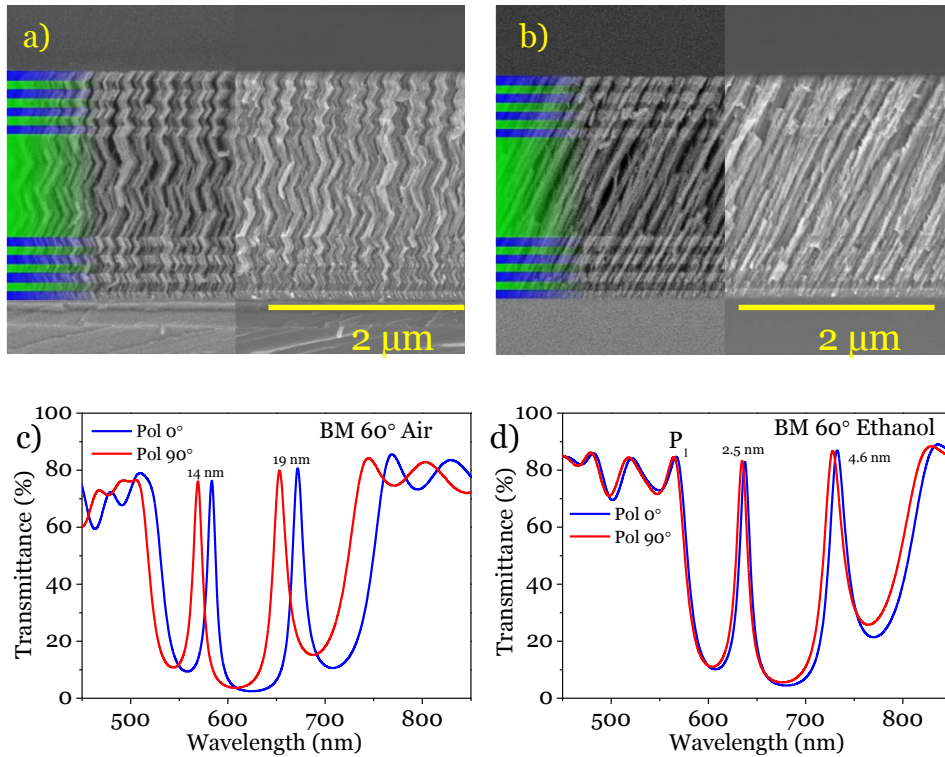 a)
2 μm
b)
2 μm
c)
Pol 0°
Pol 90°
BM 60° Air
14 nm
19 nm
Transmittance (%)
100
80
60
40
20
0
500
600
700
800
Wavelength (nm)
d)
BM 60° Ethanol
P1
2.5 nm
4.6 nm
Pol 0°
Pol 90°
Transmittance (%)
100
80
60
40
20
0
500
600
700
800
Wavelength (nm)